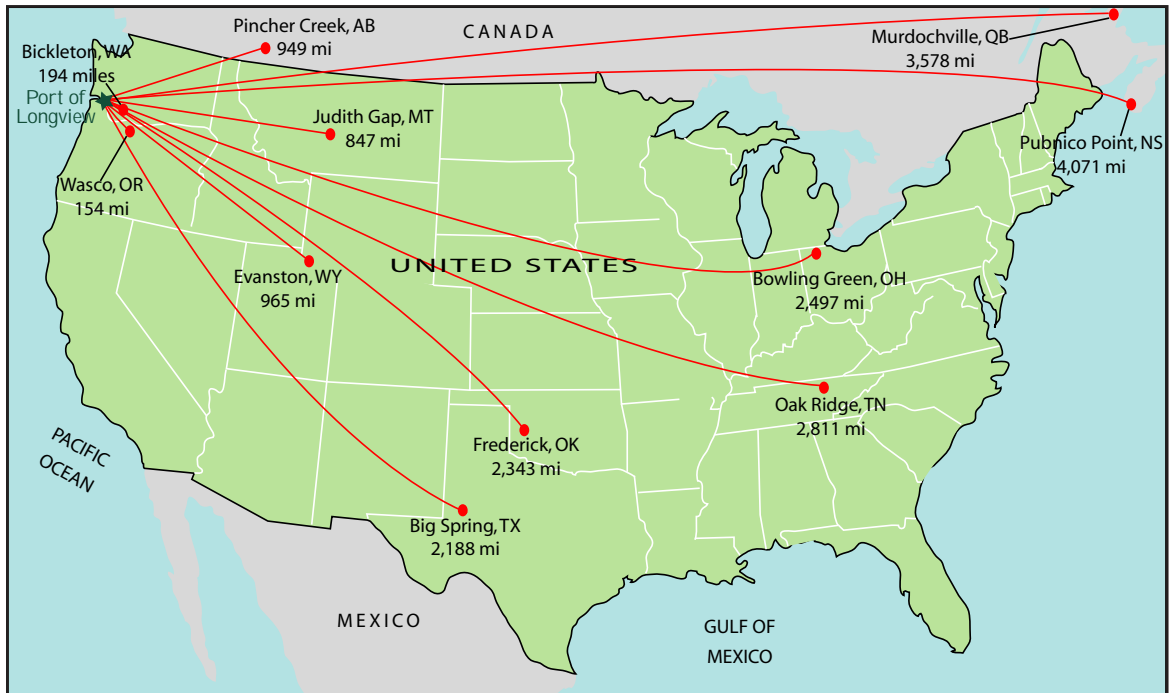 Pincher Creek, AB
949 mi
CANADA
Murdochville, QB
3,578 mi
Bickleton, WA
194 miles
Port of
Longview
Judith Gap, MT
847 mi
Pubnico Point, NS
4,071 mi
Wasco, OR
154 mi
Evanston, WY
965 mi
UNITED STATES
Bowling Green, OH
2,497 mi
Oak Ridge, TN
2,811 mi
Frederick, OK
2,343 mi
PACIFIC
OCEAN
Big Spring, TX
2,188 mi
MEXICO
GULF OF
MEXICO